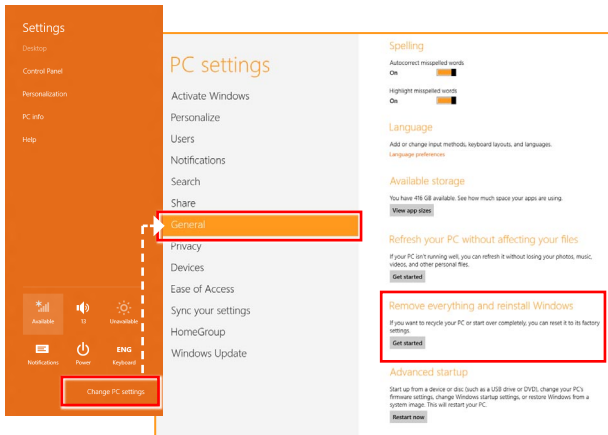 Settings
Desktop
Control Panel
Personalization
PC info
Help
Available
13
Unavailable
Notifications
Power
ENG
Keyboard
Change PC settings
PC settings
Activate Windows
Personalize
Users
Notifications
Search
Share
General
Privacy
Devices
Ease of Access
Sync your settings
HomeGroup
Windows Update
Spelling
Autocorrect misspelled words
On
Highlight misspelled words
On
Language
Add or change input methods, keyboard layouts, and languages.
Language preferences
Available storage
You have 416 GB available. See how much space your apps are using.
View app sizes
Refresh your PC without affecting your files
If your PC isn't running well, you can refresh it without losing your photos, music,
videos, and other personal files.
Get started
Remove everything and reinstall Windows
If you want to recycle your PC or start over completely, you can reset it to its factory
settings.
Get started
Advanced startup
Start up from a device or disc (such as a USB drive or DVD), change your PC's
firmware settings, change Windows startup settings, or restore Windows from a
system image. This will restart your PC.
Restart now